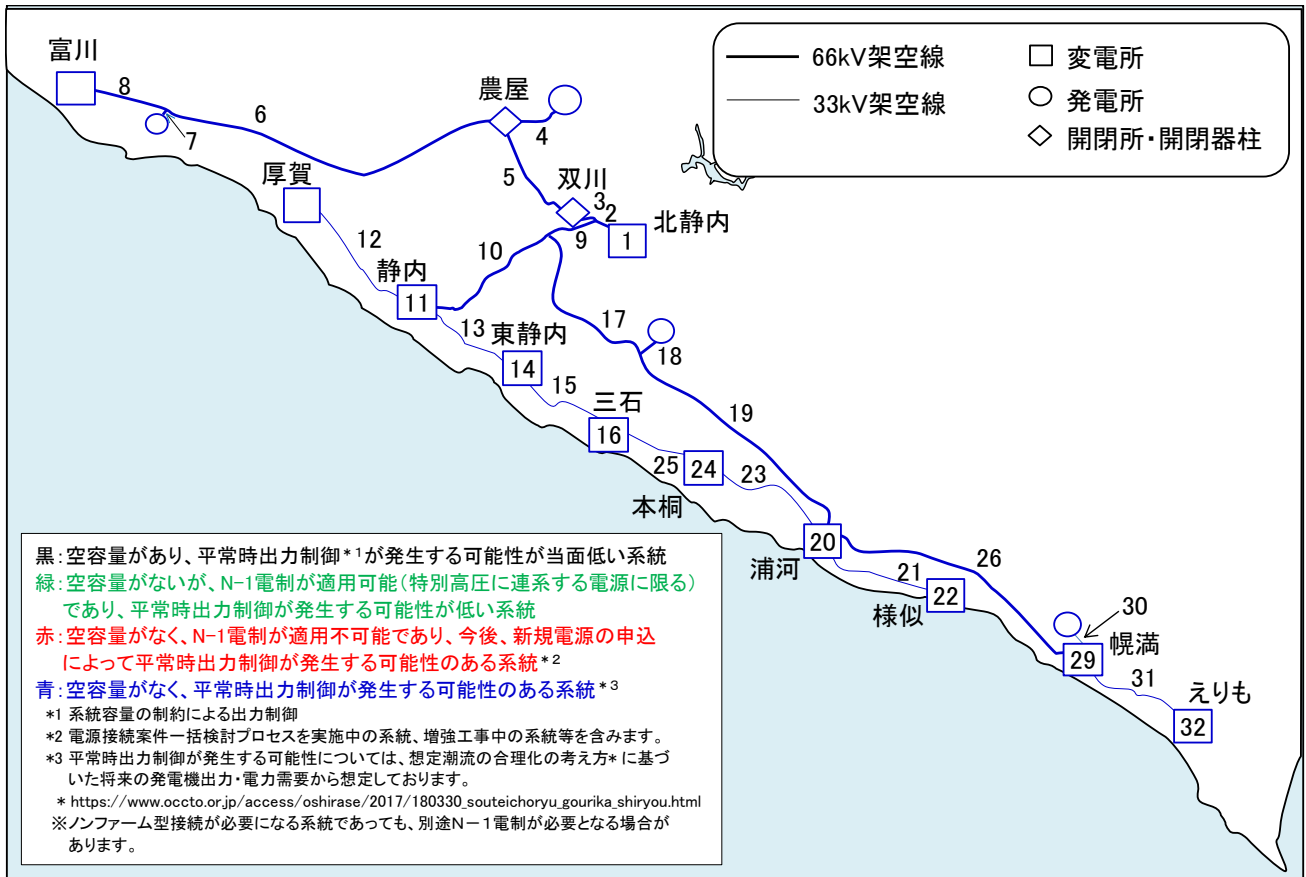 富川
8
7
6
農屋
4
5
双川
3
2
北静内
1
9
10
厚賀
12
静内
11
13
東静内
14
15
三石
16
17
18
19
25
24
23
本桐
20
浦河
21
22
様似
26
30
29
幌満
31
えりも
32
66kV架空線
33kV架空線
変電所
発電所
開閉所・開閉器柱
黒:空容量があり、平常時出力制御*1が発生する可能性が当面低い系統
緑:空容量がないが、N-1電制が適用可能(特別高圧に連系する電源に限る)
であり、平常時出力制御が発生する可能性が低い系統
赤:空容量がなく、N-1電制が適用不可能であり、今後、新規電源の申込
によって平常時出力制御が発生する可能性のある系統*2
青:空容量がなく、平常時出力制御が発生する可能性のある系統*3
*1 系統容量の制約による出力制御
*2 電源接続案件一括検討プロセスを実施中の系統、増強工事中の系統等を含みます。
*3 平常時出力制御が発生する可能性については、想定潮流の合理化の考え方* に基づ
いた将来の発電機出力・電力需要から想定しております。
* https://www.occto.or.jp/access/oshirase/2017/180330_souteichoryu_gourika_shiryou.html
※ノンファーム型接続が必要になる系統であっても、別途N-1電制が必要となる場合が
あります。